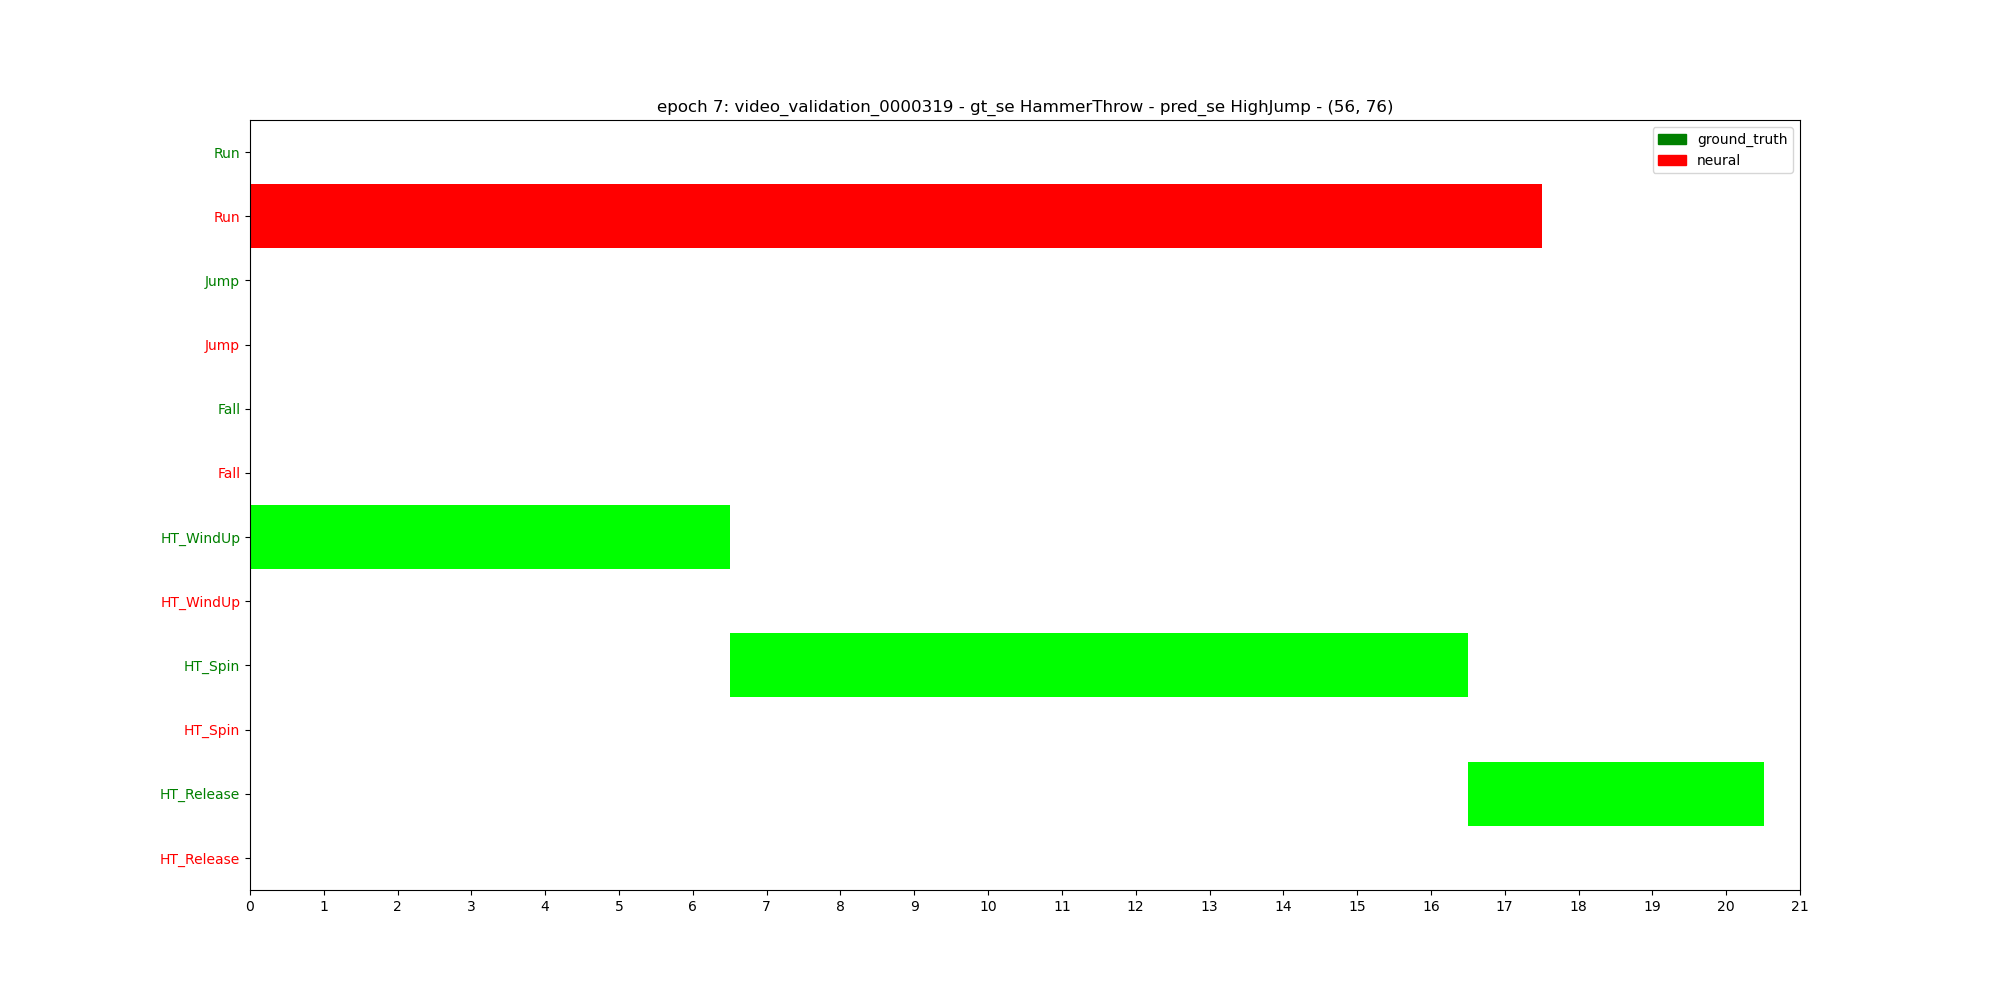 epoch 7: video_validation_0000319 - gt_se HammerThrow - pred_se HighJump - (56, 76)
ground_truth
neural
Run
Run
Jump
Jump
Fall
Fall
HT_WindUp
HT_WindUp
HT_Spin
HT_Spin
HT_Release
HT_Release
0 1 2 3 4 5 6 7 8 9 10 11 12 13 14 15 16 17 18 19 20 21